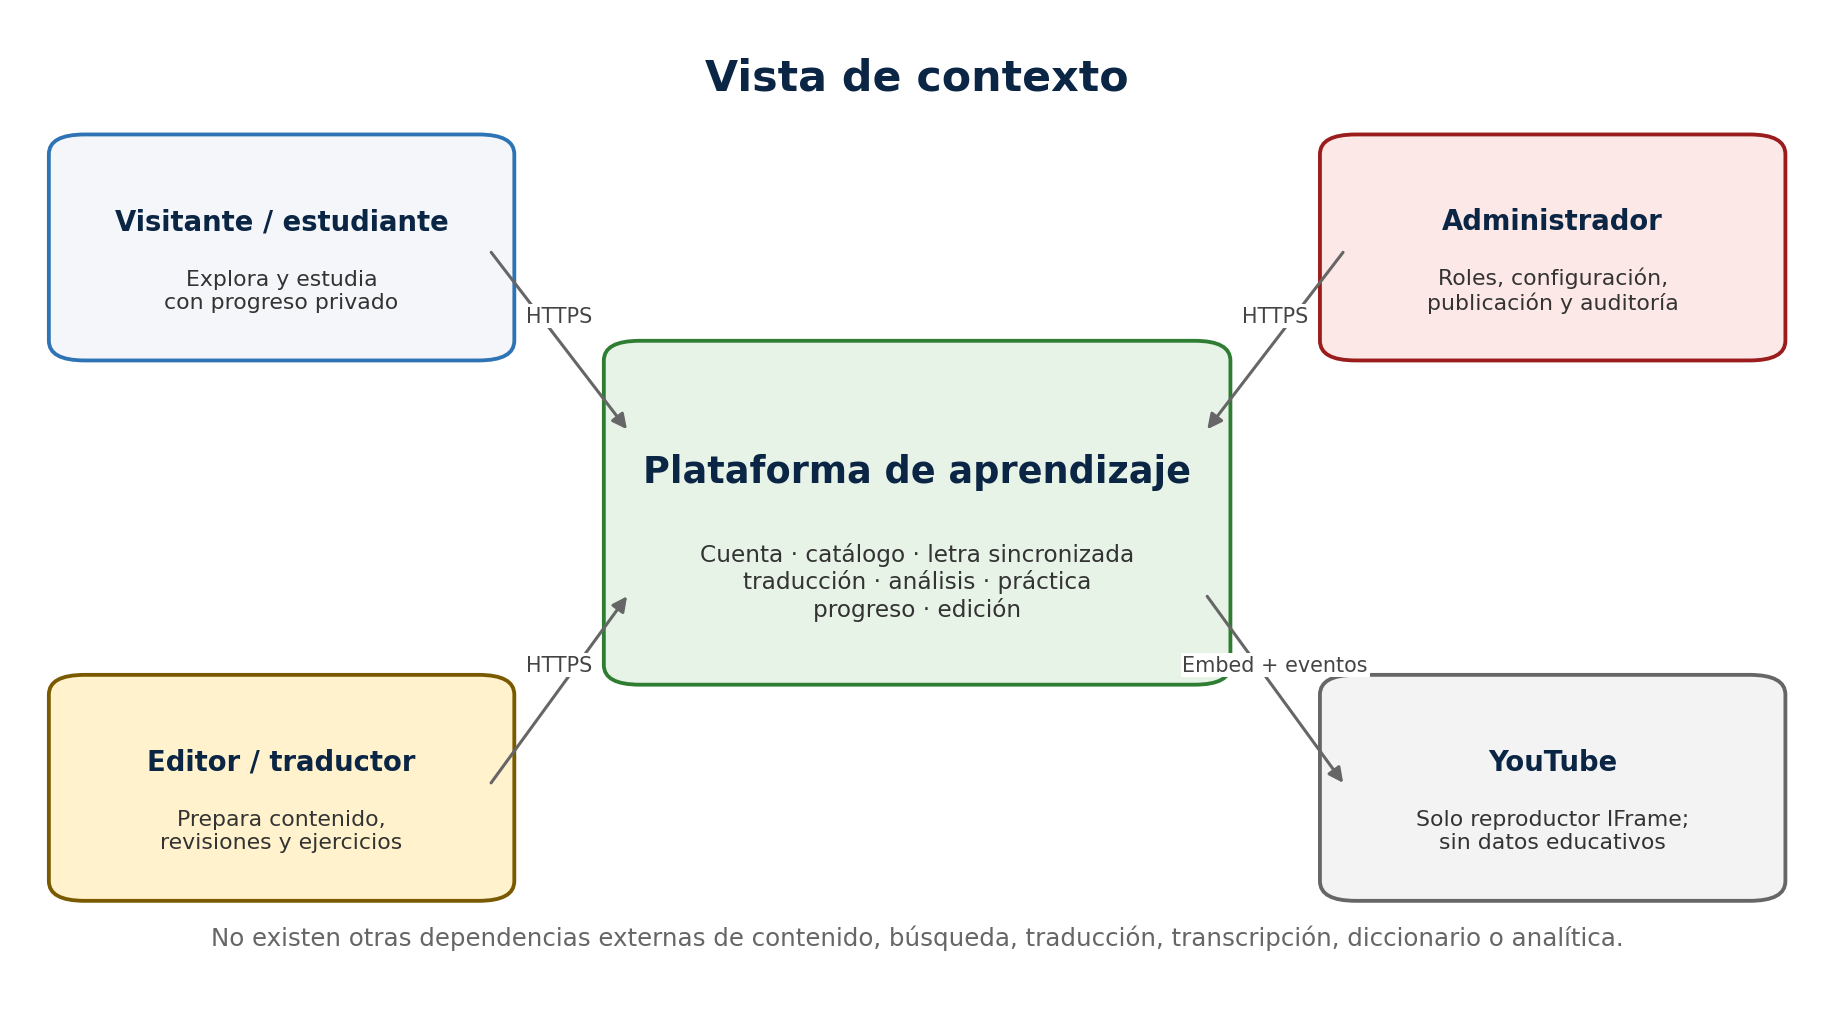 Vista de contexto
Visitante / estudiante
Explora y estudia
con progreso privado
Administrador
Roles, configuración,
publicación y auditoría
HTTPS
HTTPS
Plataforma de aprendizaje
Cuenta · catálogo · letra sincronizada
traducción · análisis · práctica
progreso · edición
HTTPS
Embed + eventos
Editor / traductor
Prepara contenido,
revisiones y ejercicios
YouTube
Solo reproductor IFrame;
sin datos educativos
No existen otras dependencias externas de contenido, búsqueda, traducción, transcripción, diccionario o analítica.